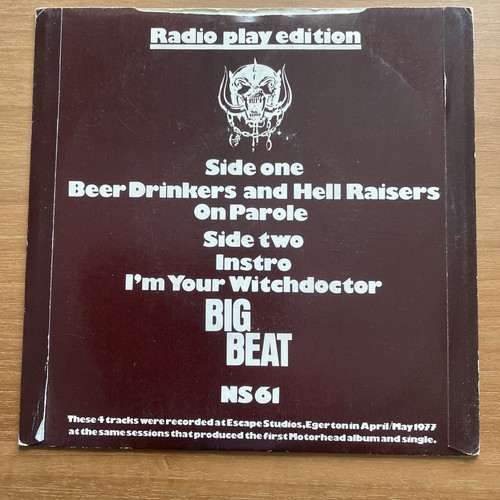 Radio play edition
Side one
Beer Drinkers and Hell Raisers
On Parole
Side two
Instro
I'm Your Witchdoctor
BIG
BEAT
NS61
These 4 tracks were recorded at Escape Studios, Egerton in April/May 1977
at the same sessions that produced the first Motorhead album and single.